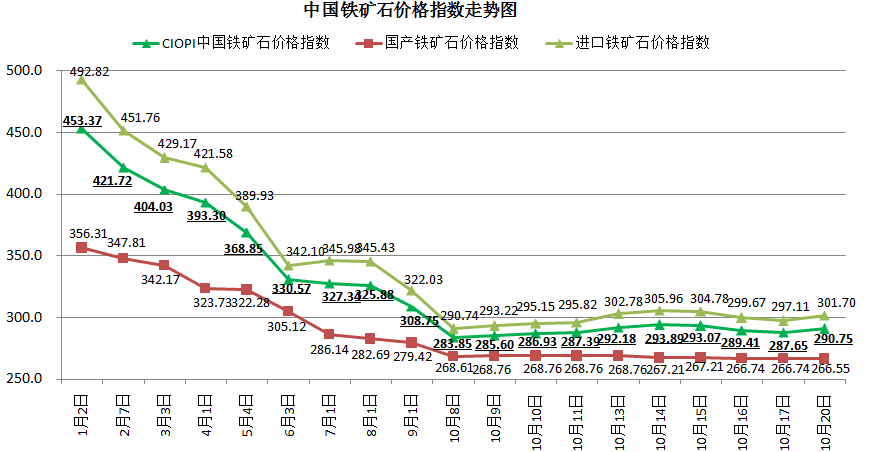 中国铁矿石价格指数走势图
CIOPI中国铁矿石价格指数 国产铁矿石价格指数 进口铁矿石价格指数
500.0
450.0
400.0
350.0
300.0
250.0
492.82 451.76 429.17 421.58 389.93 342.10 345.98 345.43 322.03 290.74 293.22 295.15 295.82 302.78 305.96 304.78 299.67 297.11 301.70
453.37 421.72 404.03 393.30 368.85 330.57 327.34 325.88 308.75 283.85 285.60 286.93 287.39 292.18 293.89 293.07 289.41 287.65 290.75
356.31 347.81 342.17 323.73 322.28 305.12 286.14 282.69 279.42 268.61 268.76 268.76 268.76 268.76 267.21 267.21 266.74 266.74 266.55
1月2日 2月7日 3月3日 4月1日 5月4日 6月3日 7月1日 8月1日 9月1日 10月8日 10月9日 10月10日 10月11日 10月13日 10月14日 10月15日 10月16日 10月17日 10月20日